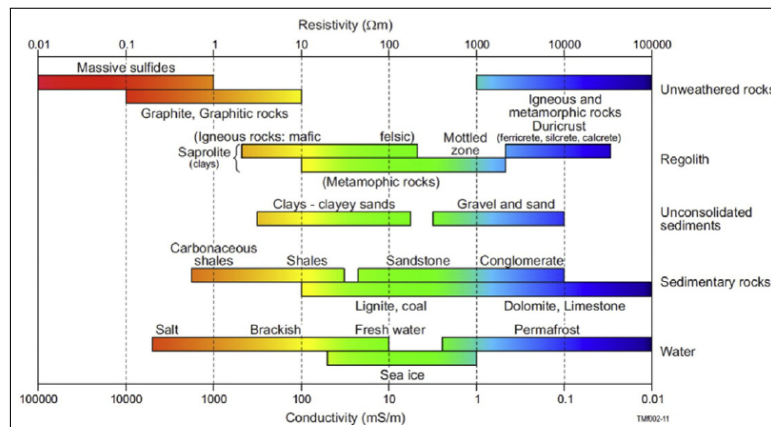 Resistivity (Ωm)
0.01 0.1 1 10 100 1000 10000 100000
Massive sulfides
Graphite, Graphitic rocks
Igneous and
metamorphic rocks
Unweathered rocks
(Igneous rocks: mafic felsic)
Mottled
zone
Duricrust
(ferricrete, silcrete, calcrete)
Saprolite
(clays)
(Metamophic rocks)
Regolith
Clays - clayey sands
Gravel and sand
Unconsolidated
sediments
Carbonaceous
shales
Shales
Sandstone
Conglomerate
Lignite, coal
Dolomite, Limestone
Sedimentary rocks
Salt
Brackish
Fresh water
Permafrost
Sea ice
Water
100000 10000 1000 100 10 1 0.1 0.01
Conductivity (mS/m)
TMf002-11